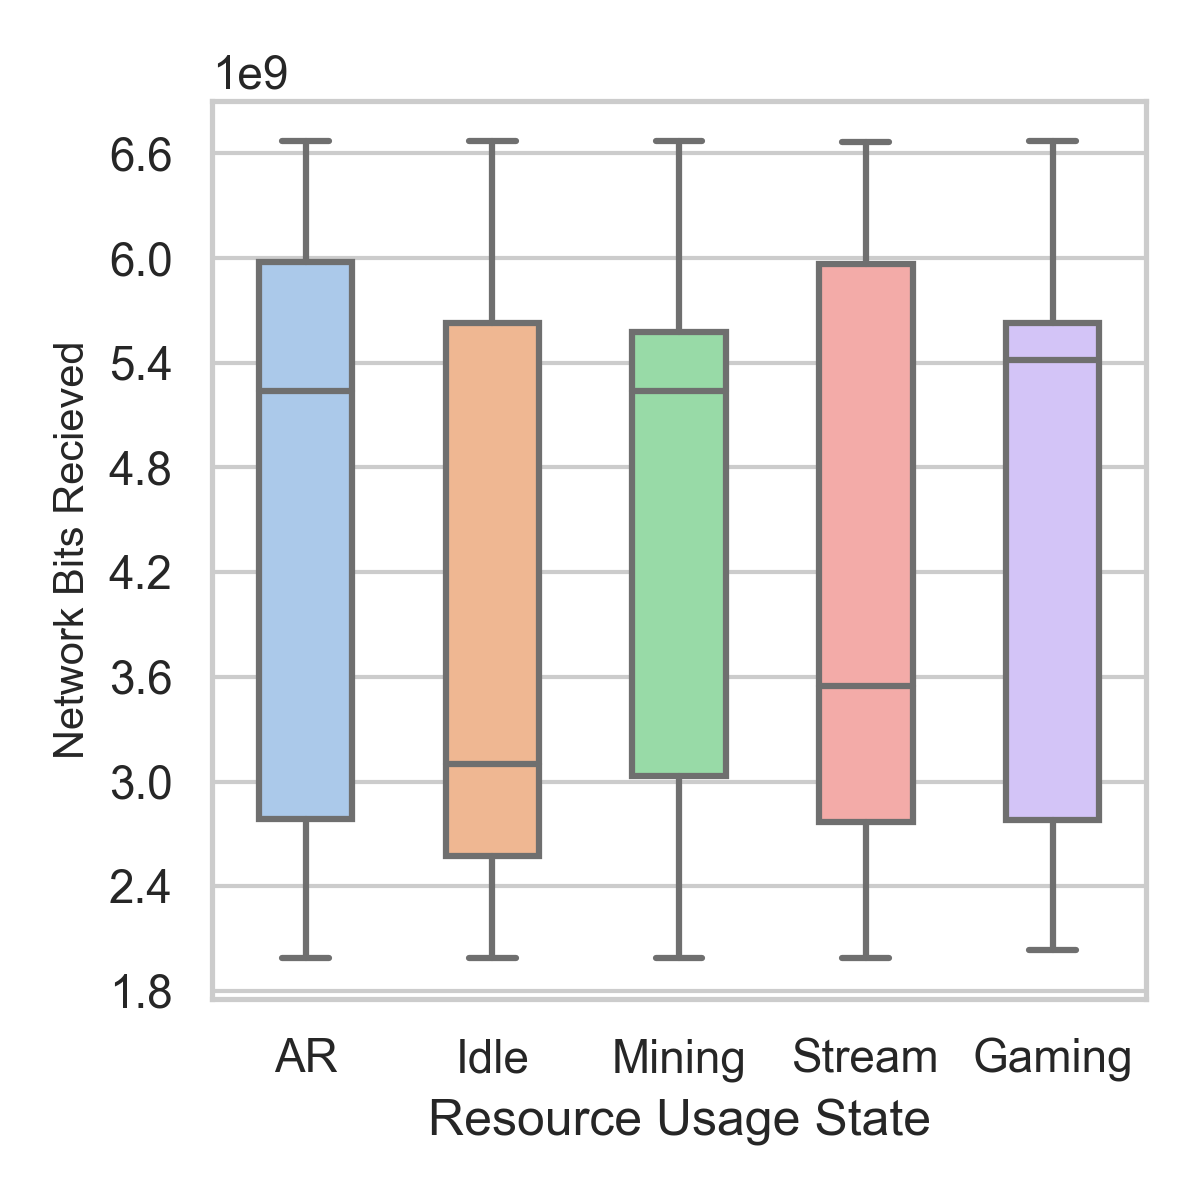 1e9
6.6
6.0
5.4
4.8
4.2
3.6
3.0
2.4
1.8
Network Bits Recieved
AR Idle Mining Stream Gaming
Resource Usage State